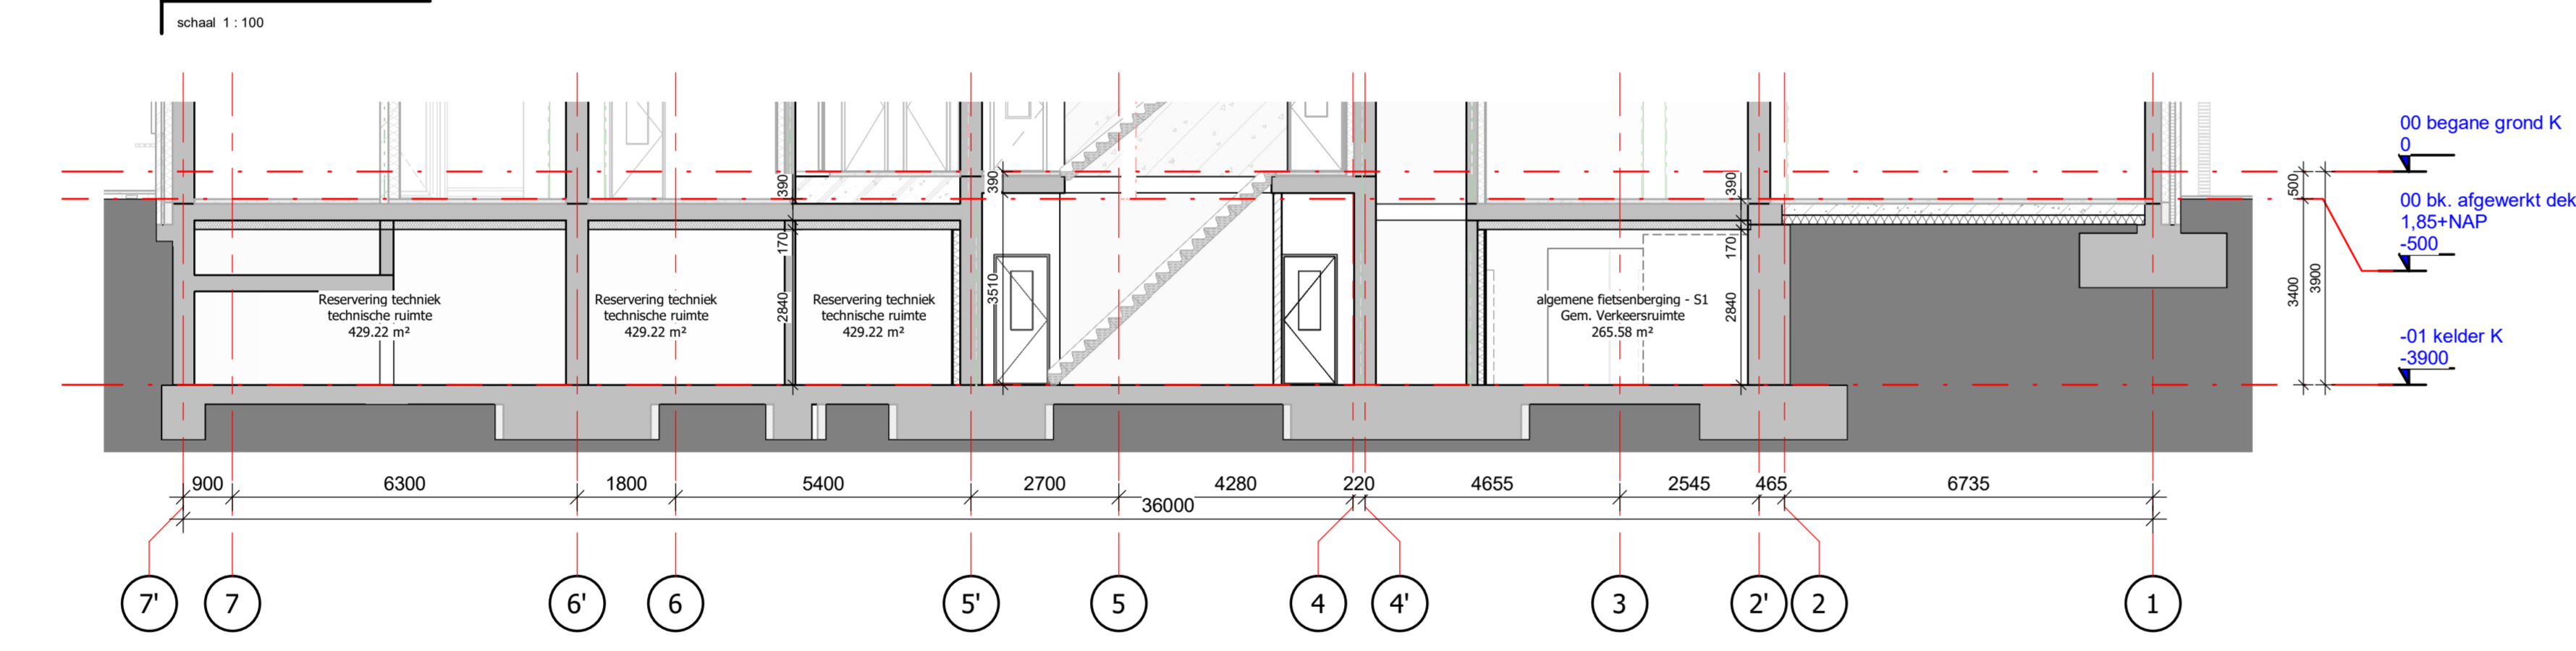 schaal 1 : 100
00 begane grond K
0
00 bk. afgewerkt dek
1,85+NAP
-500
-01 kelder K
-3900
390
390
390
500
170
170
3510
2840
2840
3400
3900
Reservering techniek
technische ruimte
429.22 m²
Reservering techniek
technische ruimte
429.22 m²
Reservering techniek
technische ruimte
429.22 m²
algemene fietsenberging - S1
Gem. Verkeersruimte
265.58 m²
900 6300 1800 5400 2700 4280 220 4655 2545 465 6735
36000
7' 7 6' 6 5' 5 4 4' 3 2' 2 1